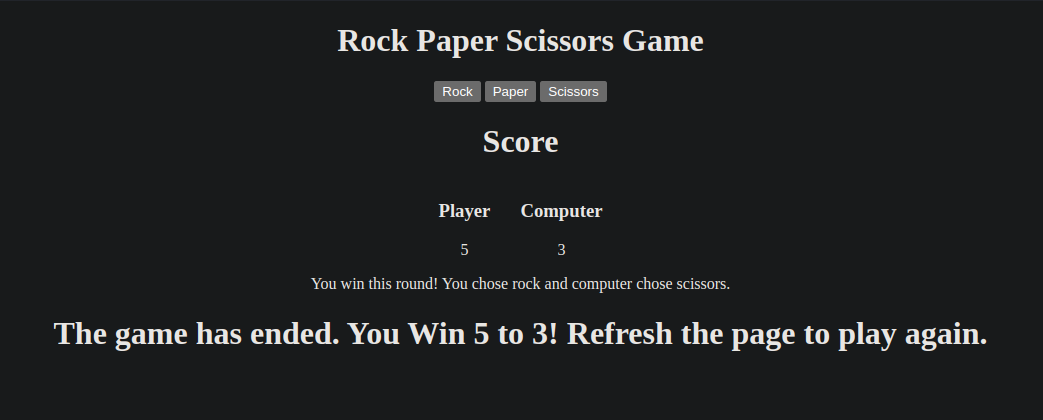 Rock Paper Scissors Game
Rock Paper Scissors
Score
Player Computer
5 3
You win this round! You chose rock and computer chose scissors.
The game has ended. You Win 5 to 3! Refresh the page to play again.